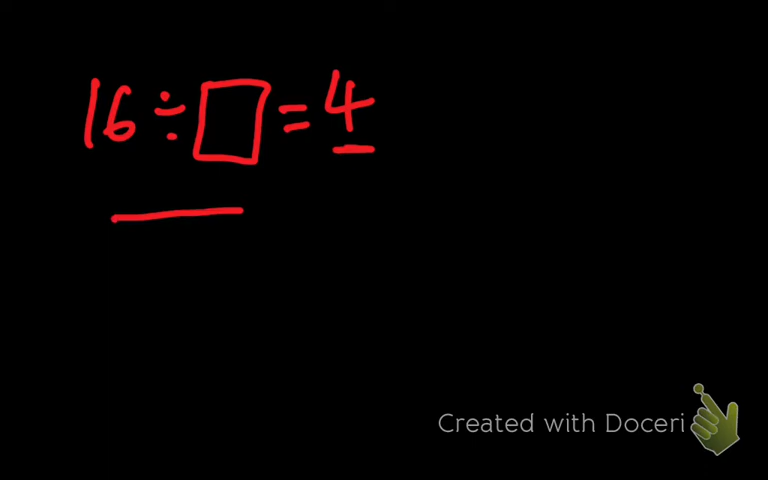 16 ÷ □ = 4
Created with Doceri